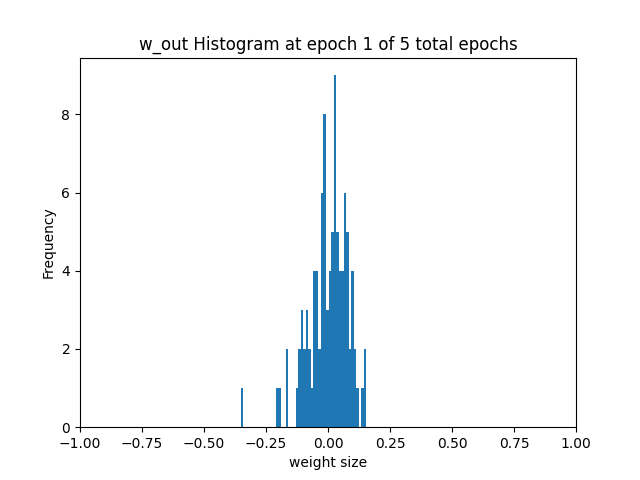 w_out Histogram at epoch 1 of 5 total epochs
Frequency
8
6
4
2
0
−1.00 −0.75 −0.50 −0.25 0.00 0.25 0.50 0.75 1.00
weight size